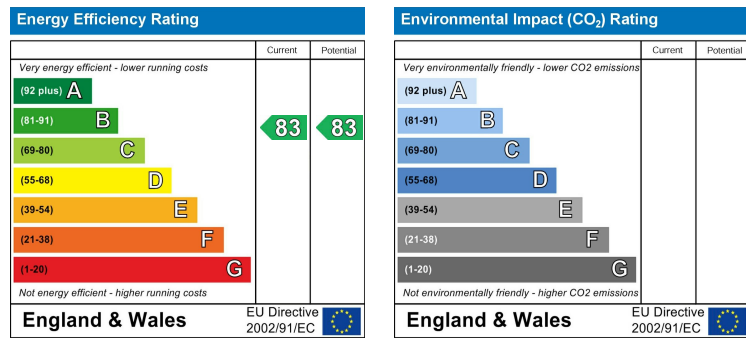 Energy Efficiency Rating
Current Potential
Very energy efficient - lower running costs
(92 plus) A
(81-91) B
83 83
(69-80) C
(55-68) D
(39-54) E
(21-38) F
(1-20) G
Not energy efficient - higher running costs
England & Wales
EU Directive
2002/91/EC
Environmental Impact (CO₂) Rating
Current Potential
Very environmentally friendly - lower CO2 emissions
(92 plus) A
(81-91) B
(69-80) C
(55-68) D
(39-54) E
(21-38) F
(1-20) G
Not environmentally friendly - higher CO2 emissions
England & Wales
EU Directive
2002/91/EC